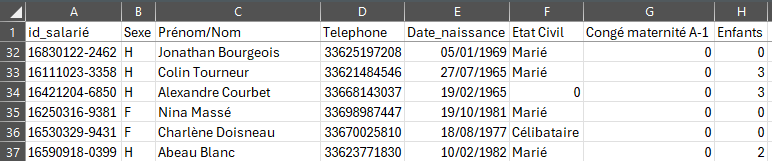 A B C D E F G H
1 id_salarié Sexe Prénom/Nom Telephone Date_naissance Etat Civil Congé maternité A-1 Enfants
32 16830122-2462 H Jonathan Bourgeois 33625197208 05/01/1969 Marié 0 0
33 16111023-3358 H Colin Tourneur 33621484546 27/07/1965 Marié 0 3
34 16421204-6850 H Alexandre Courbet 33668143037 19/02/1965 0 0 3
35 16250316-9381 F Nina Massé 33698987447 19/10/1981 Marié 0 0
36 16530329-9431 F Charlène Doisneau 33670025810 18/08/1977 Célibataire 0 0
37 16590918-0399 H Abeau Blanc 33623771830 10/02/1982 Marié 0 2